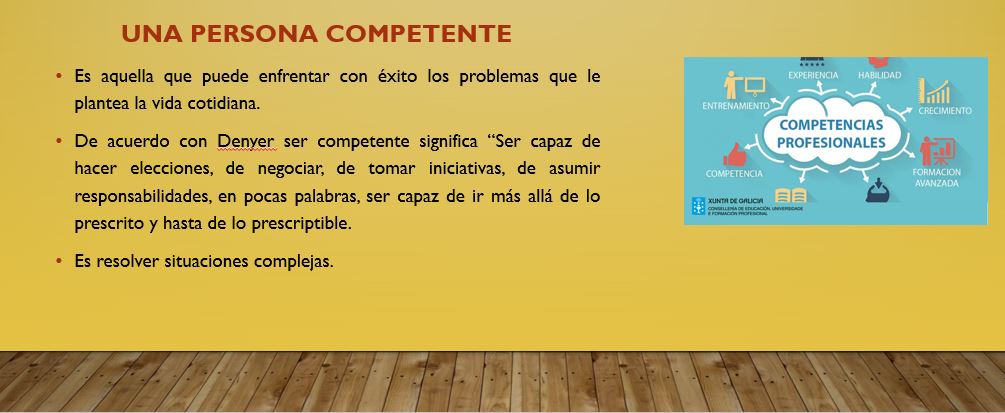 UNA PERSONA COMPETENTE
• Es aquella que puede enfrentar con éxito los problemas que le
plantea la vida cotidiana.
• De acuerdo con Denyer ser competente significa “Ser capaz de
hacer elecciones, de negociar, de tomar iniciativas, de asumir
responsabilidades, en pocas palabras, ser capaz de ir más allá de lo
prescrito y hasta de lo prescriptible.
• Es resolver situaciones complejas.
EXPERIENCIA
HABILIDAD
ENTRENAMIENTO
CRECIMIENTO
COMPETENCIAS
PROFESIONALES
COMPETENCIA
FORMACION
AVANZADA
XUNTA DE GALICIA
CONSELLERÍA DE EDUCACIÓN, UNIVERSIDADE
E FORMACIÓN PROFESIONAL